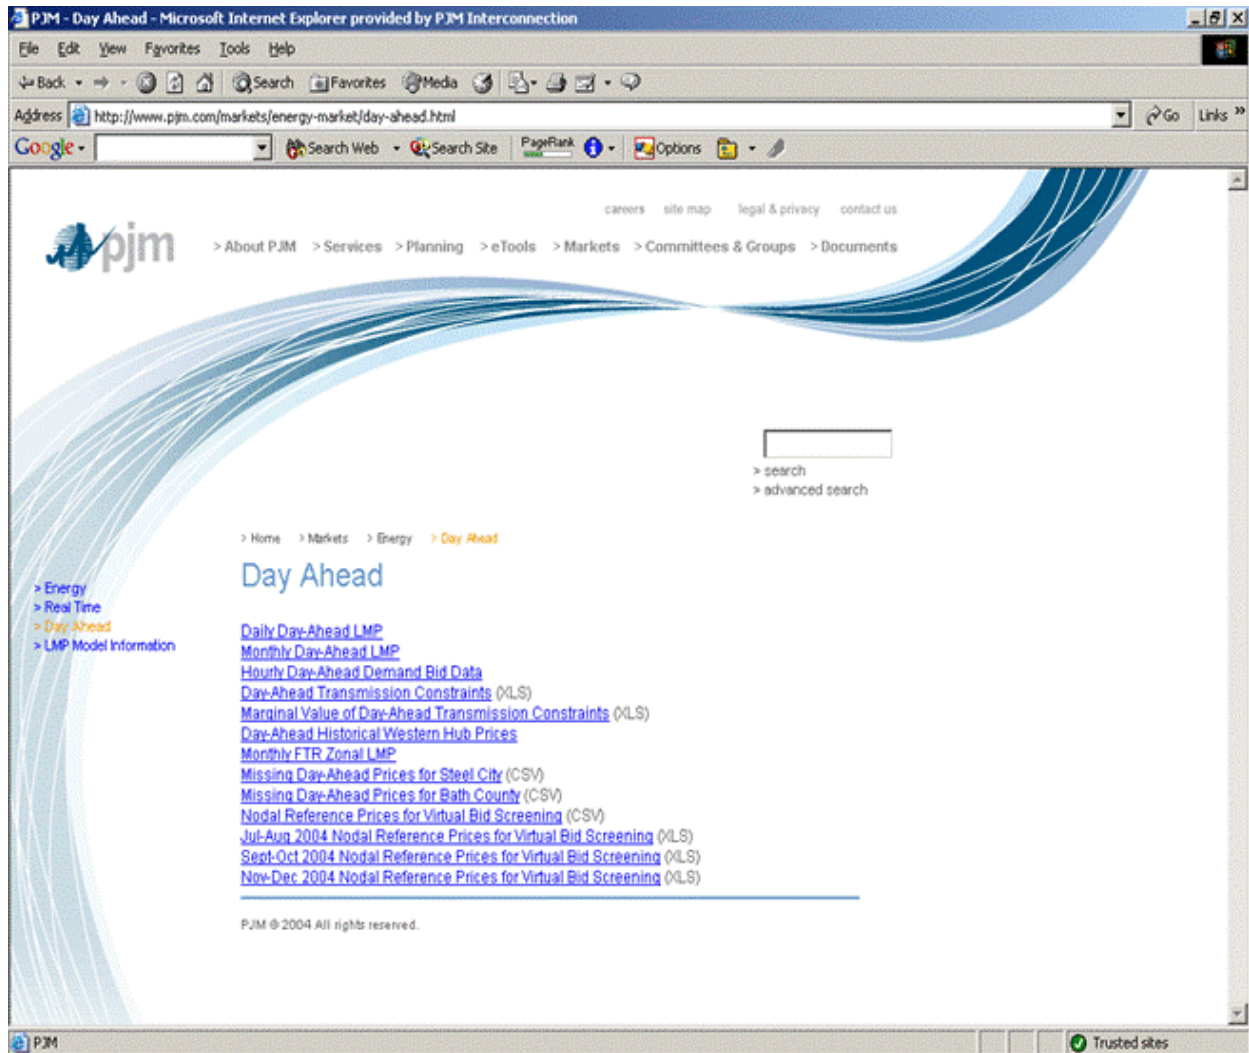 PJM - Day Ahead - Microsoft Internet Explorer provided by PJM Interconnection
File Edit View Favorites Tools Help
Back Search Favorites Media
Address http://www.pjm.com/markets/energy-market/day-ahead.html Go Links »
Google Search Web Search Site PageRank Options
careers site map legal & privacy contact us
pjm > About PJM > Services > Planning > eTools > Markets > Committees & Groups > Documents
> search
> advanced search
> Home > Markets > Energy > Day Ahead
Day Ahead
> Energy
> Real Time
> Day Ahead
> LMP Model Information
Daily Day-Ahead LMP
Monthly Day-Ahead LMP
Hourly Day-Ahead Demand Bid Data
Day-Ahead Transmission Constraints (XLS)
Marginal Value of Day-Ahead Transmission Constraints (XLS)
Day-Ahead Historical Western Hub Prices
Monthly FTR Zonal LMP
Missing Day-Ahead Prices for Steel City (CSV)
Missing Day-Ahead Prices for Bath County (CSV)
Nodal Reference Prices for Virtual Bid Screening (CSV)
Jul-Aug 2004 Nodal Reference Prices for Virtual Bid Screening (XLS)
Sept-Oct 2004 Nodal Reference Prices for Virtual Bid Screening (XLS)
Nov-Dec 2004 Nodal Reference Prices for Virtual Bid Screening (XLS)
PJM © 2004 All rights reserved.
PJM Trusted sites